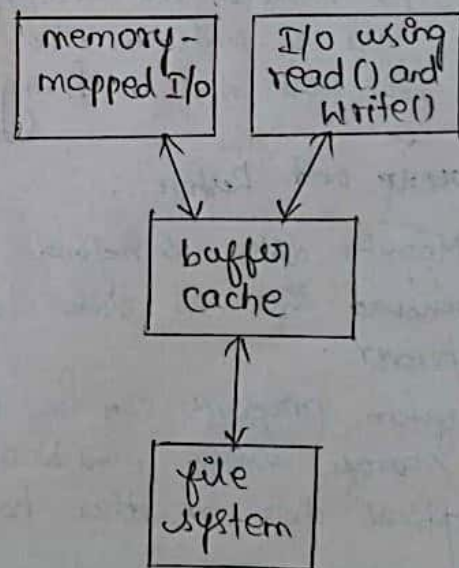 memory-
mapped I/o
I/o using
read () and
Write()
buffer
cache
file
system